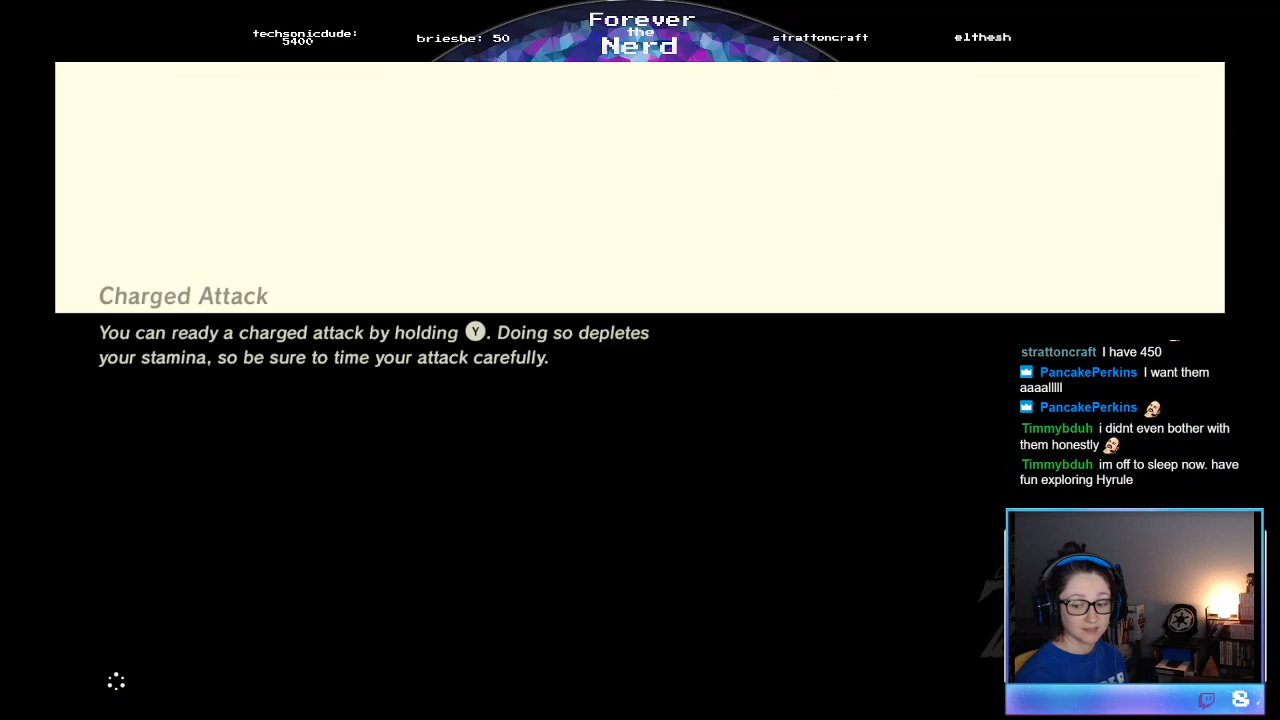 Forever
the
Nerd
techsonicdude:
5400
briesbe: 50
strattoncraft
elthesh
Charged Attack
You can ready a charged attack by holding Y. Doing so depletes
your stamina, so be sure to time your attack carefully.
strattoncraft I have 450
PancakePerkins I want them
aaaalllll
PancakePerkins
Timmybduh i didnt even bother with
them honestly
Timmybduh im off to sleep now. have
fun exploring Hyrule